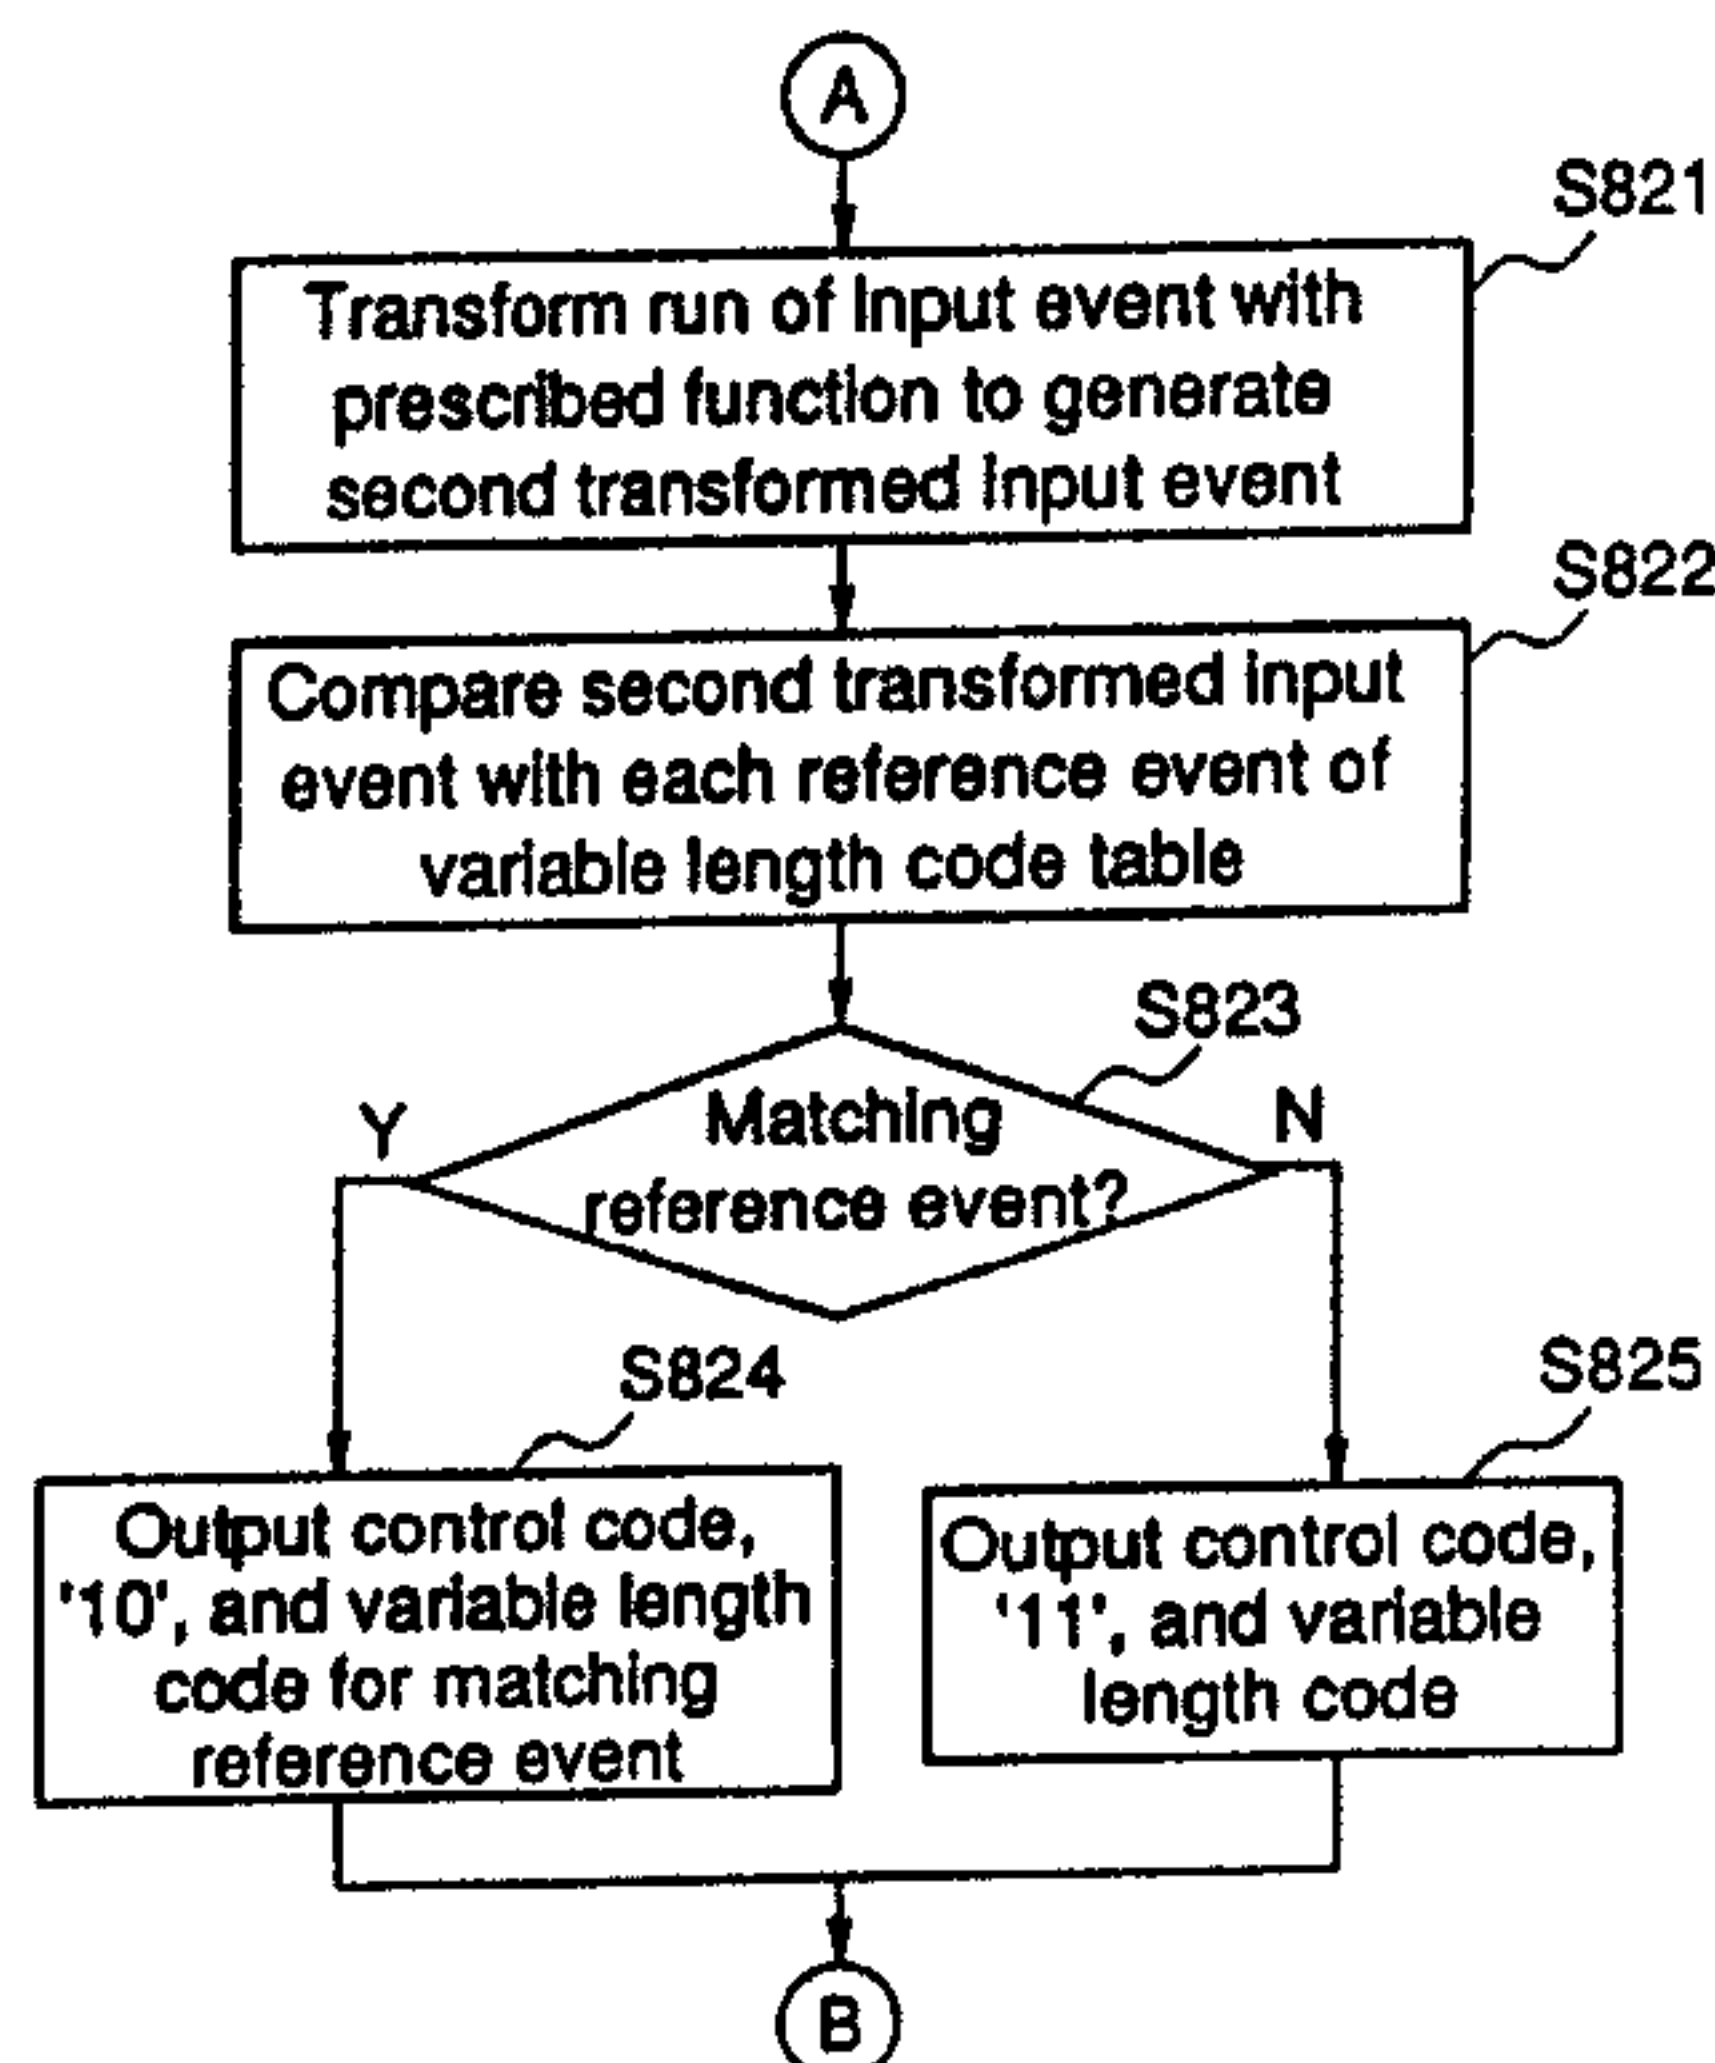 A
S821
Transform run of input event with
prescribed function to generate
second transformed input event
S822
Compare second transformed input
event with each reference event of
variable length code table
S823
Y
Matching
N
reference event?
S824
S825
Output control code,
'10', and variable length
code for matching
reference event
Output control code,
'11', and variable
length code
B